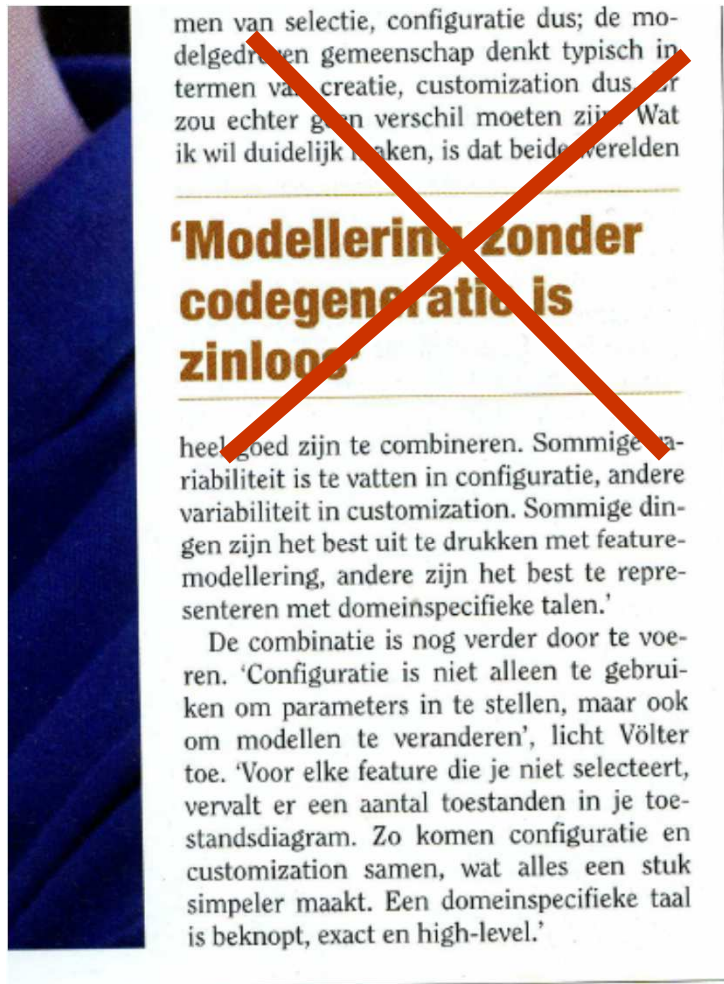 men van selectie, configuratie dus; de mo-
delgedreven gemeenschap denkt typisch in
termen van creatie, customization dus. Er
zou echter geen verschil moeten zijn. Wat
ik wil duidelijk maken, is dat beide werelden
‘Modellering zonder
codegeneratie is
zinloos’
heel goed zijn te combineren. Sommige va-
riabiliteit is te vatten in configuratie, andere
variabiliteit in customization. Sommige din-
gen zijn het best uit te drukken met feature-
modellering, andere zijn het best te repre-
senteren met domeinspecifieke talen.’
De combinatie is nog verder door te voe-
ren. ‘Configuratie is niet alleen te gebrui-
ken om parameters in te stellen, maar ook
om modellen te veranderen’, licht Völter
toe. ‘Voor elke feature die je niet selecteert,
vervalt er een aantal toestanden in je toe-
standsdiagram. Zo komen configuratie en
customization samen, wat alles een stuk
simpeler maakt. Een domeinspecifieke taal
is beknopt, exact en high-level.’